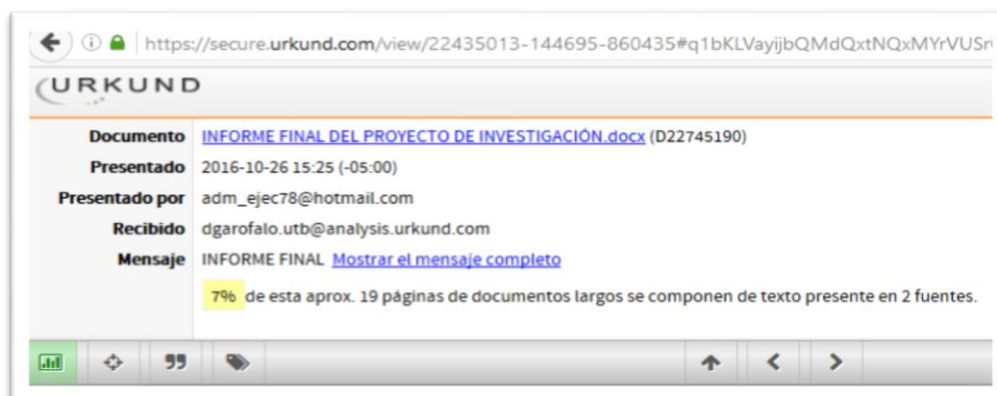 https://secure.urkund.com/view/22435013-144695-860435#q1bKLVayijbQMdQxtNQxMYrVUSr
URKUND
Documento INFORME FINAL DEL PROYECTO DE INVESTIGACIÓN.docx (D22745190)
Presentado 2016-10-26 15:25 (-05:00)
Presentado por adm_ejec78@hotmail.com
Recibido dgarofalo.utb@analysis.urkund.com
Mensaje INFORME FINAL Mostrar el mensaje completo
7% de esta aprox. 19 páginas de documentos largos se componen de texto presente en 2 fuentes.